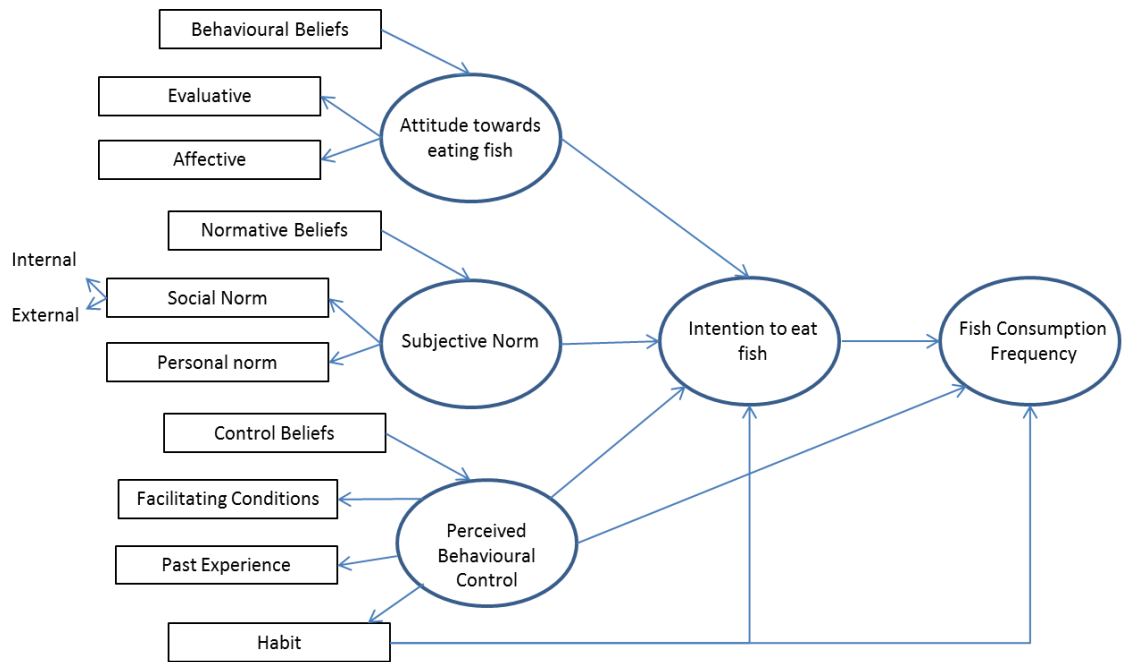 Behavioural Beliefs
Evaluative
Affective
Attitude towards
eating fish
Normative Beliefs
Internal
External
Social Norm
Personal norm
Subjective Norm
Intention to eat
fish
Fish Consumption
Frequency
Control Beliefs
Facilitating Conditions
Past Experience
Habit
Perceived
Behavioural
Control